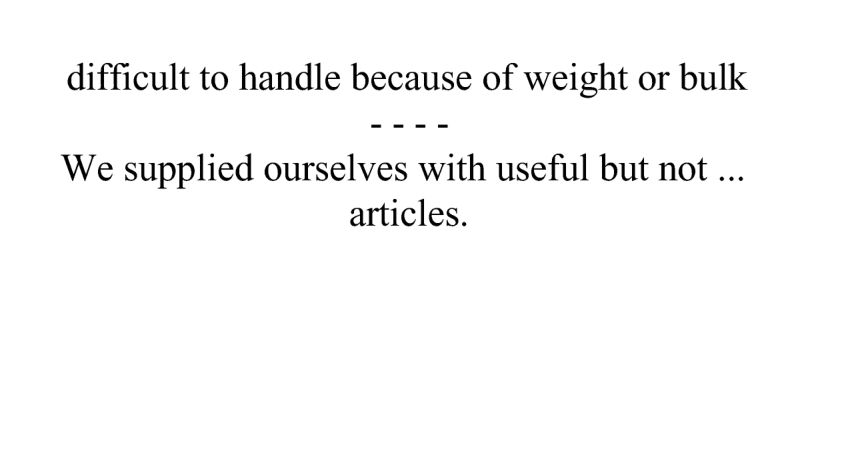 difficult to handle because of weight or bulk
- - - -
We supplied ourselves with useful but not ...
articles.